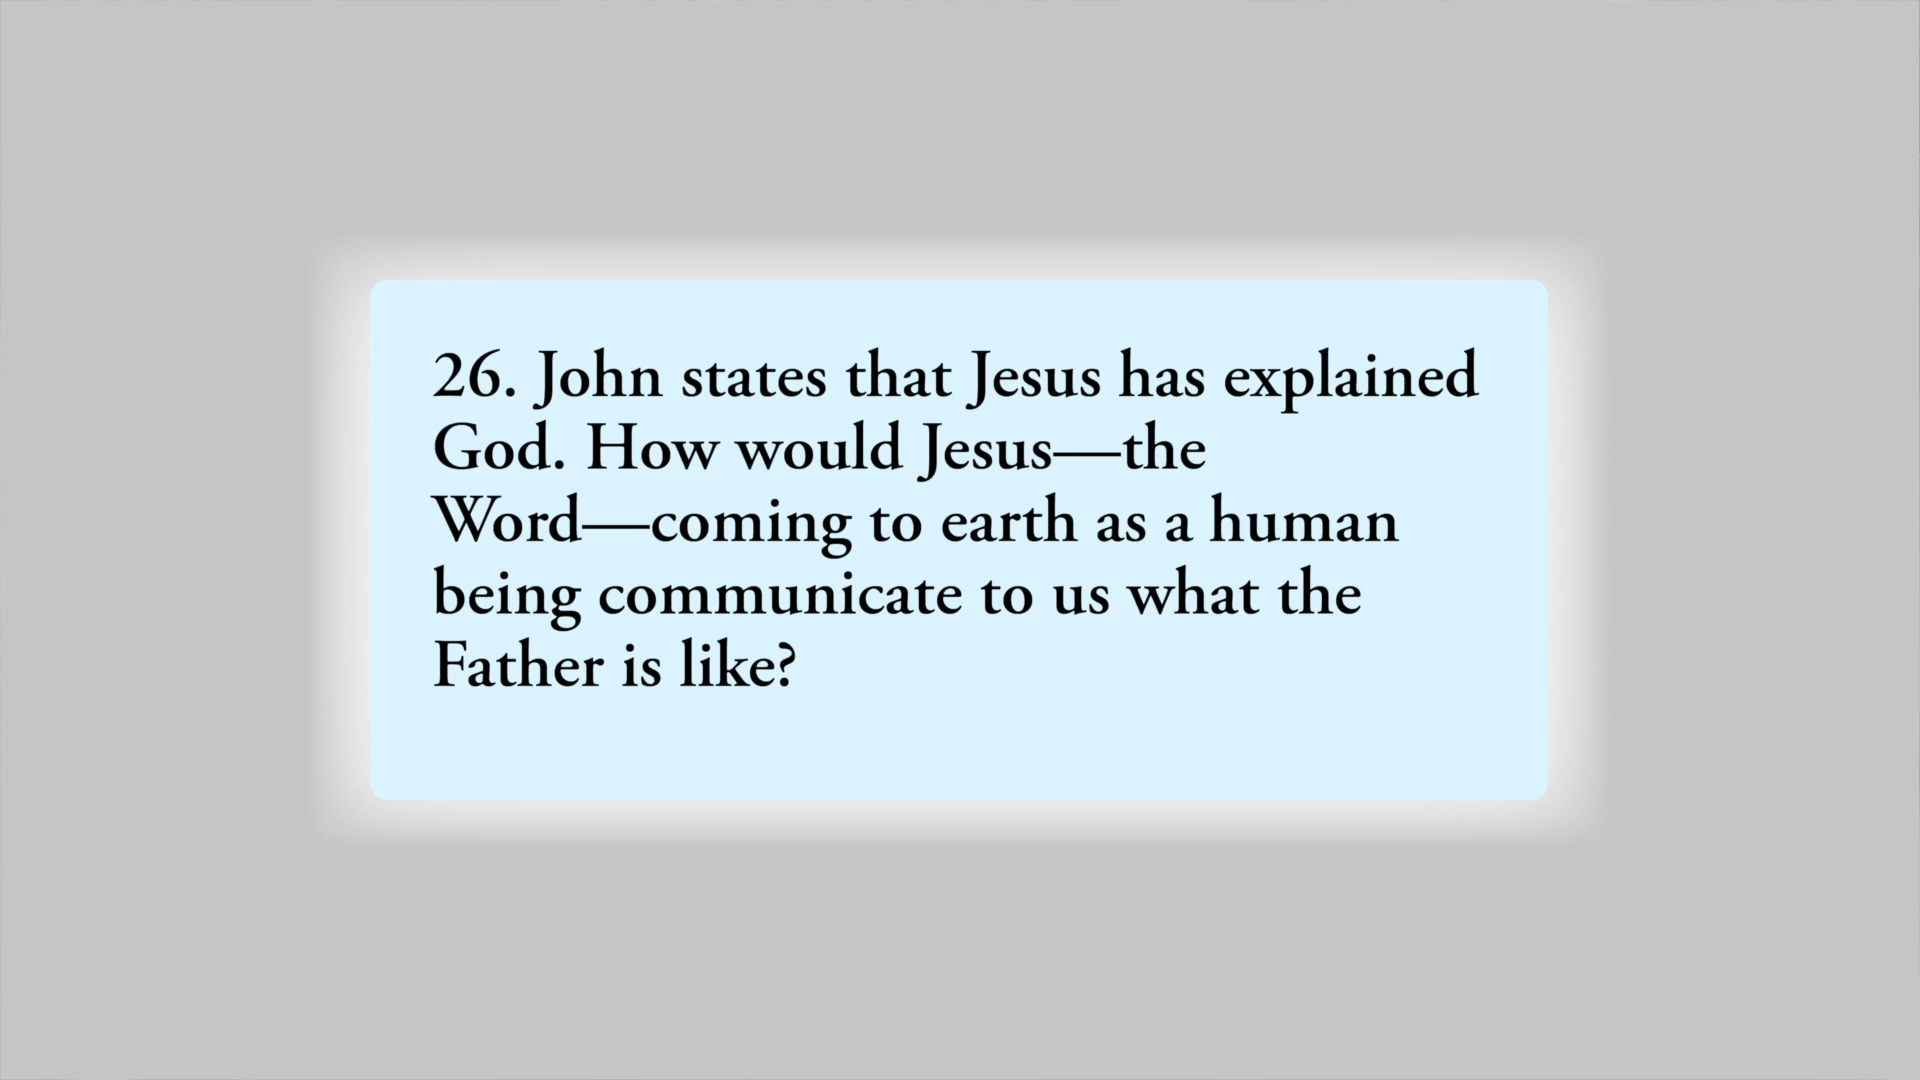 26. John states that Jesus has explained
God. How would Jesus—the
Word—coming to earth as a human
being communicate to us what the
Father is like?